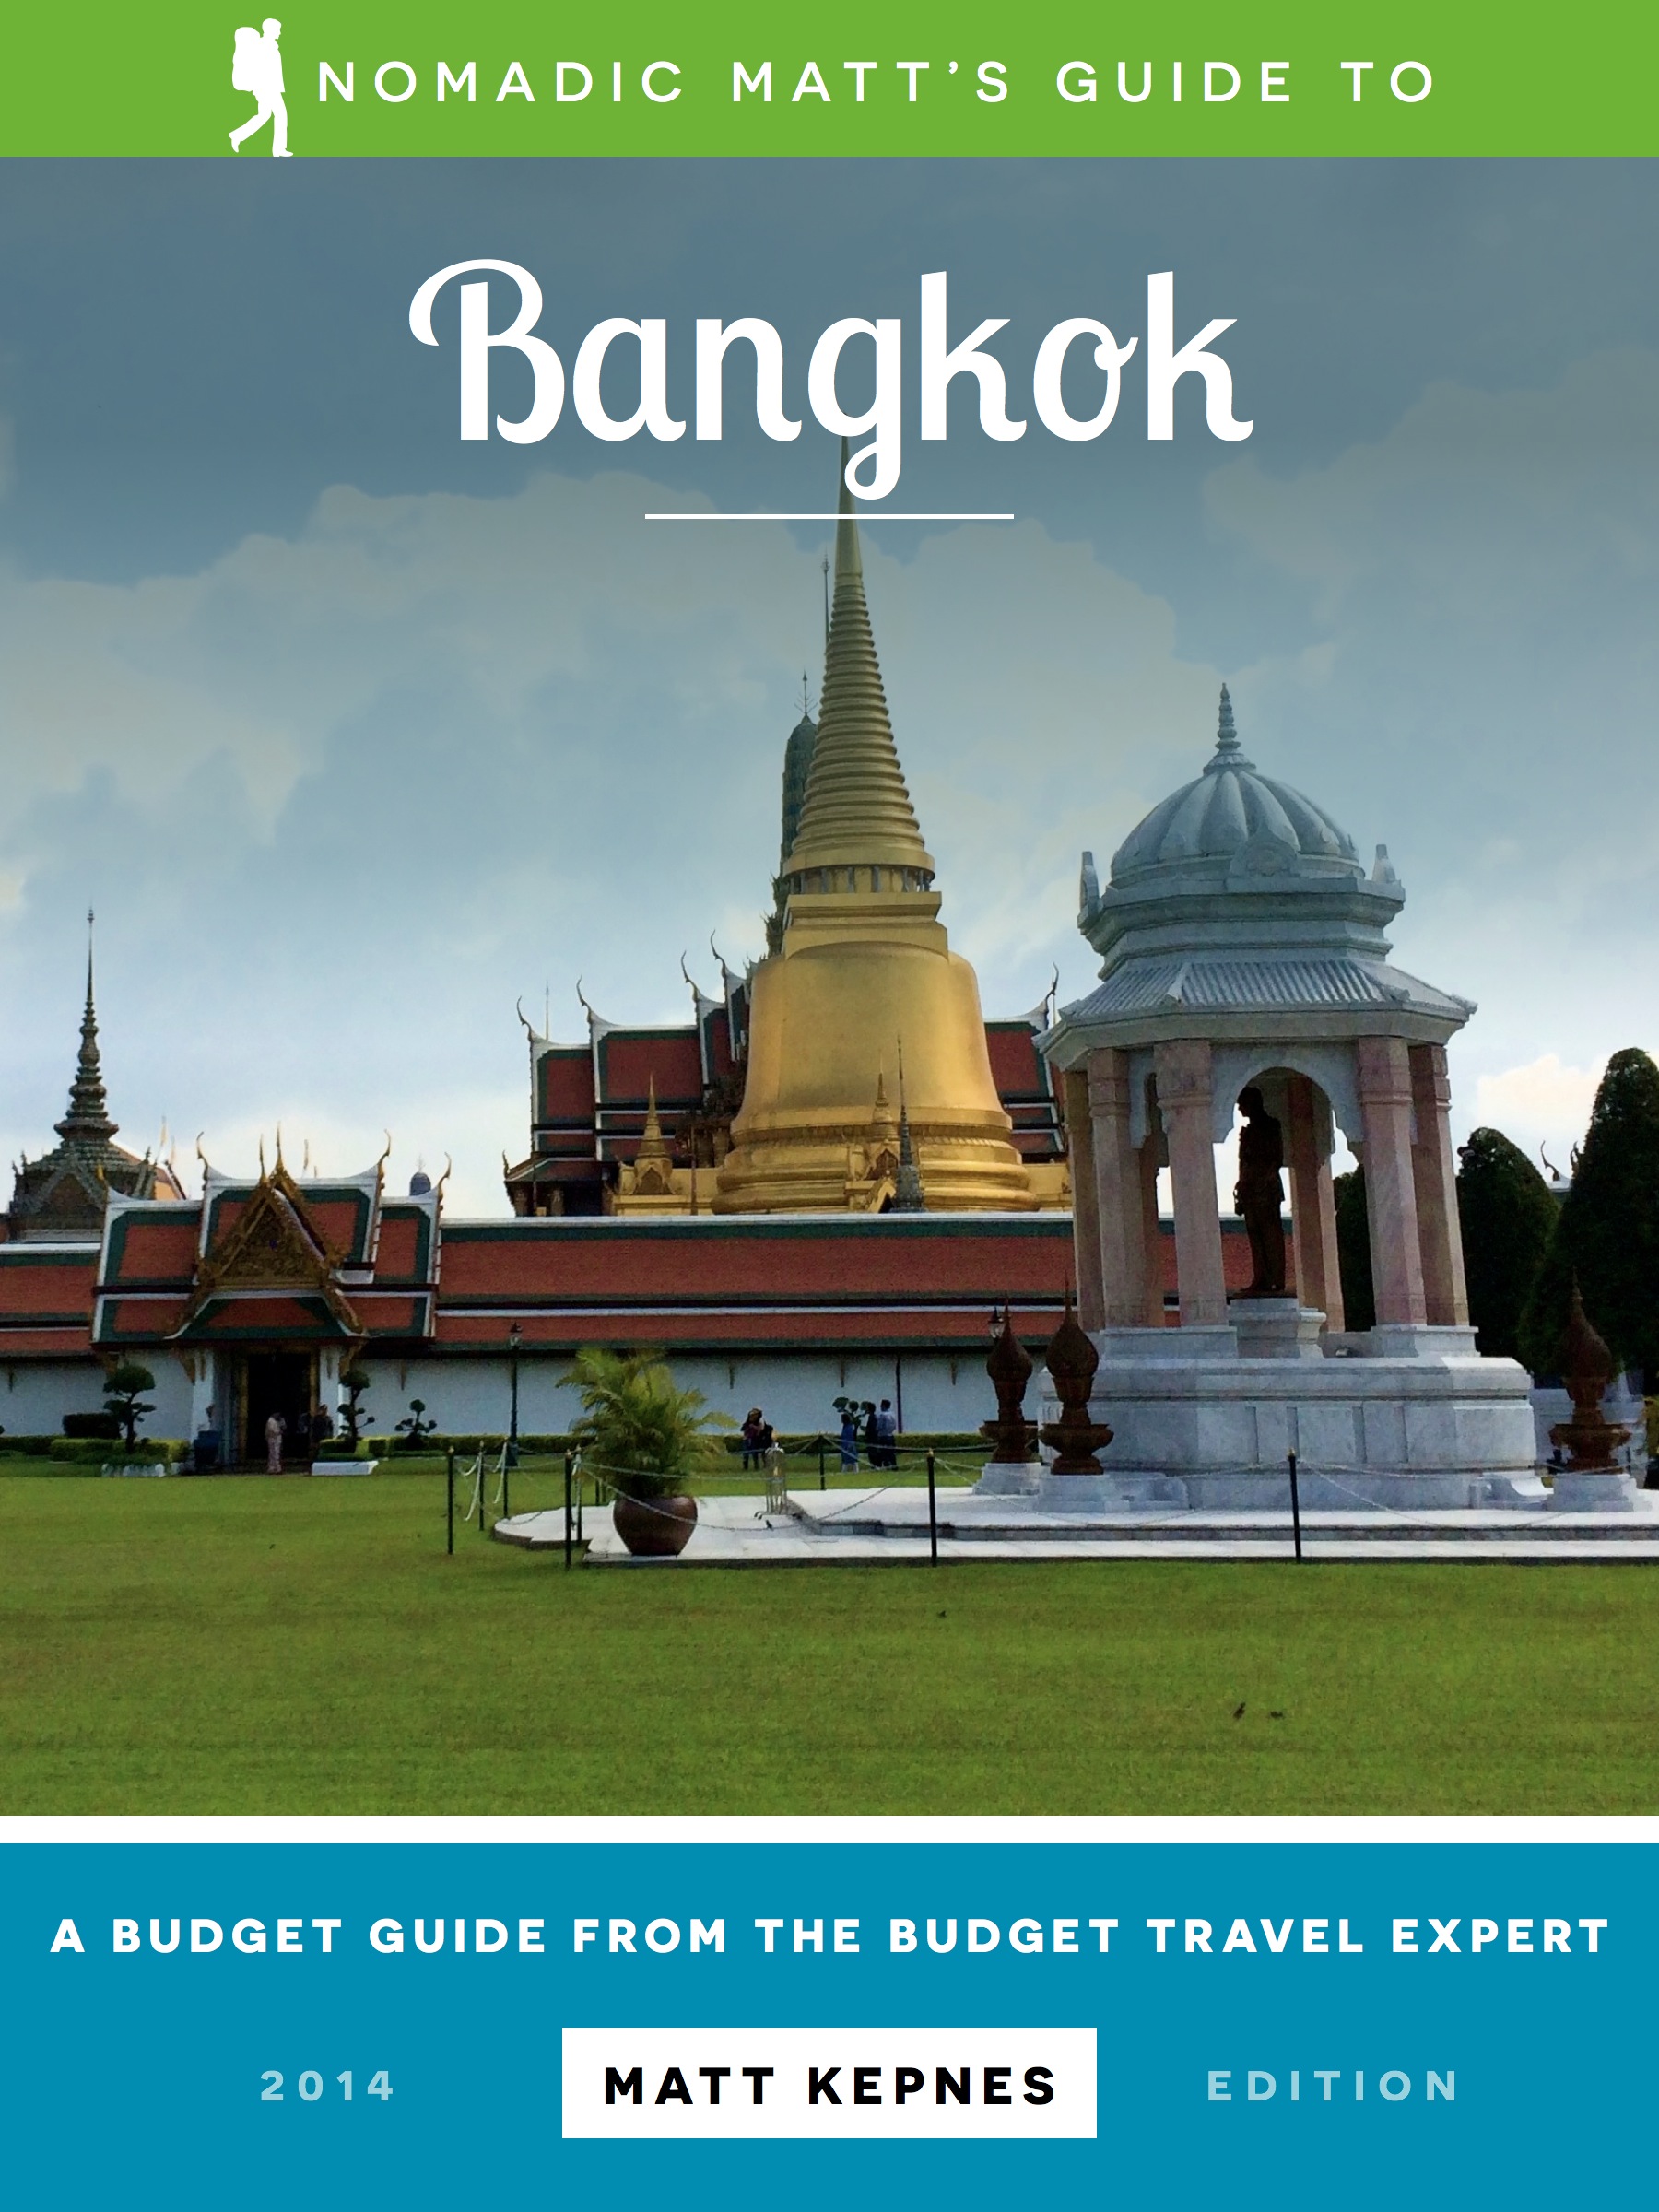 NOMADIC MATT'S GUIDE TO
Bangkok
A BUDGET GUIDE FROM THE BUDGET TRAVEL EXPERT
2014 MATT KEPNES EDITION